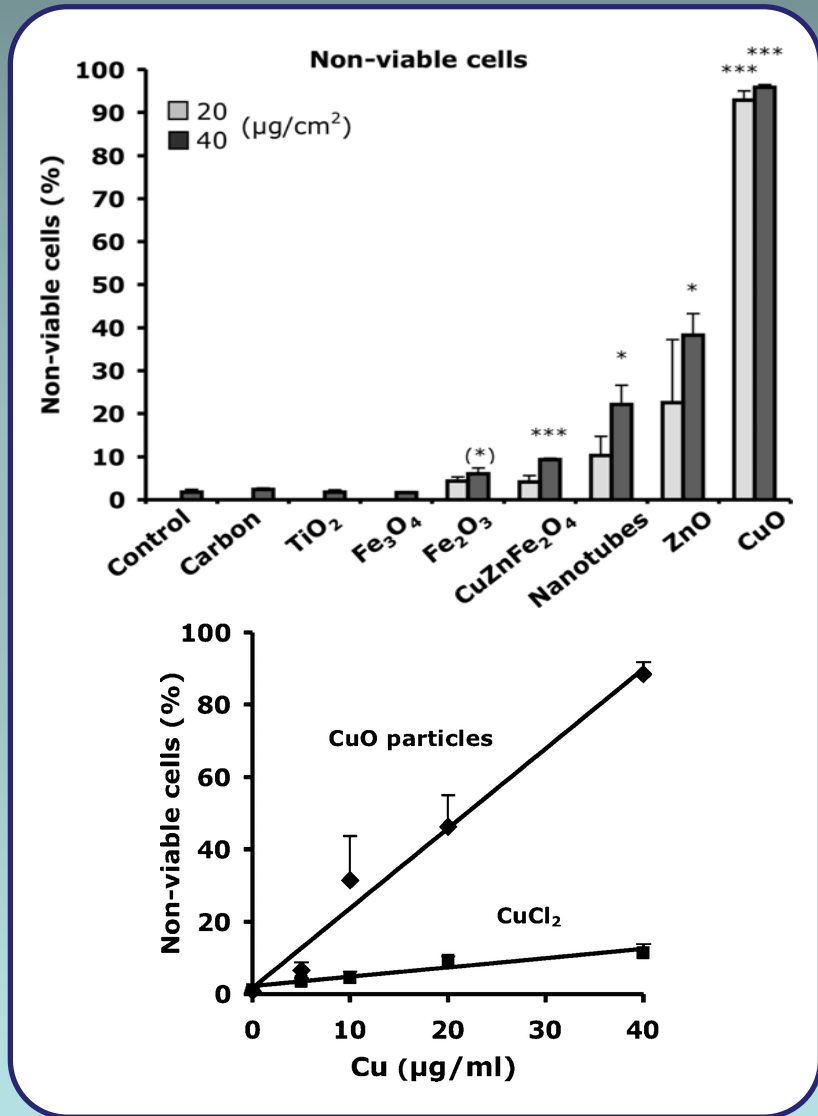 Non-viable cells
*** ***
100
90
80
70
60
50
40
30
20
10
0
Non-viable cells (%)
20
40
(µg/cm²)
(*)
***
*
*
Control
Carbon
TiO₂
Fe₃O₄
Fe₂O₃
CuZnFe₂O₄
Nanotubes
ZnO
CuO
100
80
60
40
20
0
Non-viable cells (%)
CuO particles
CuCl₂
0 10 20 30 40
Cu (µg/ml)